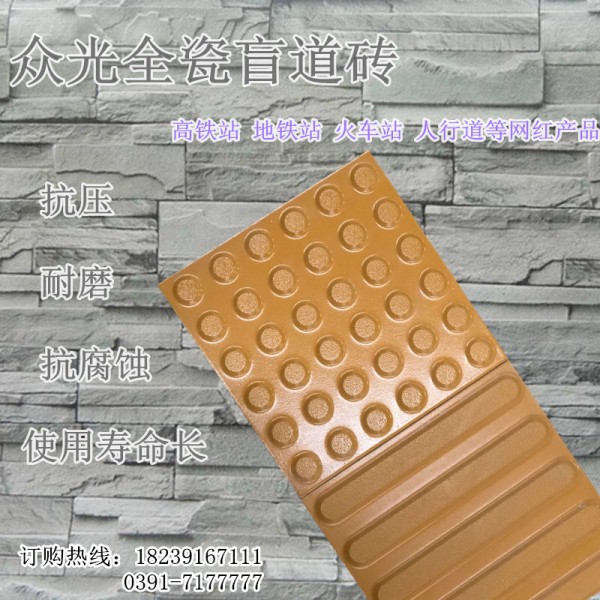 众光全瓷盲道砖
高铁站 地铁站 火车站 人行道等网红产品
抗压
耐磨
抗腐蚀
使用寿命长
订购热线：18239167111
0391-7177777